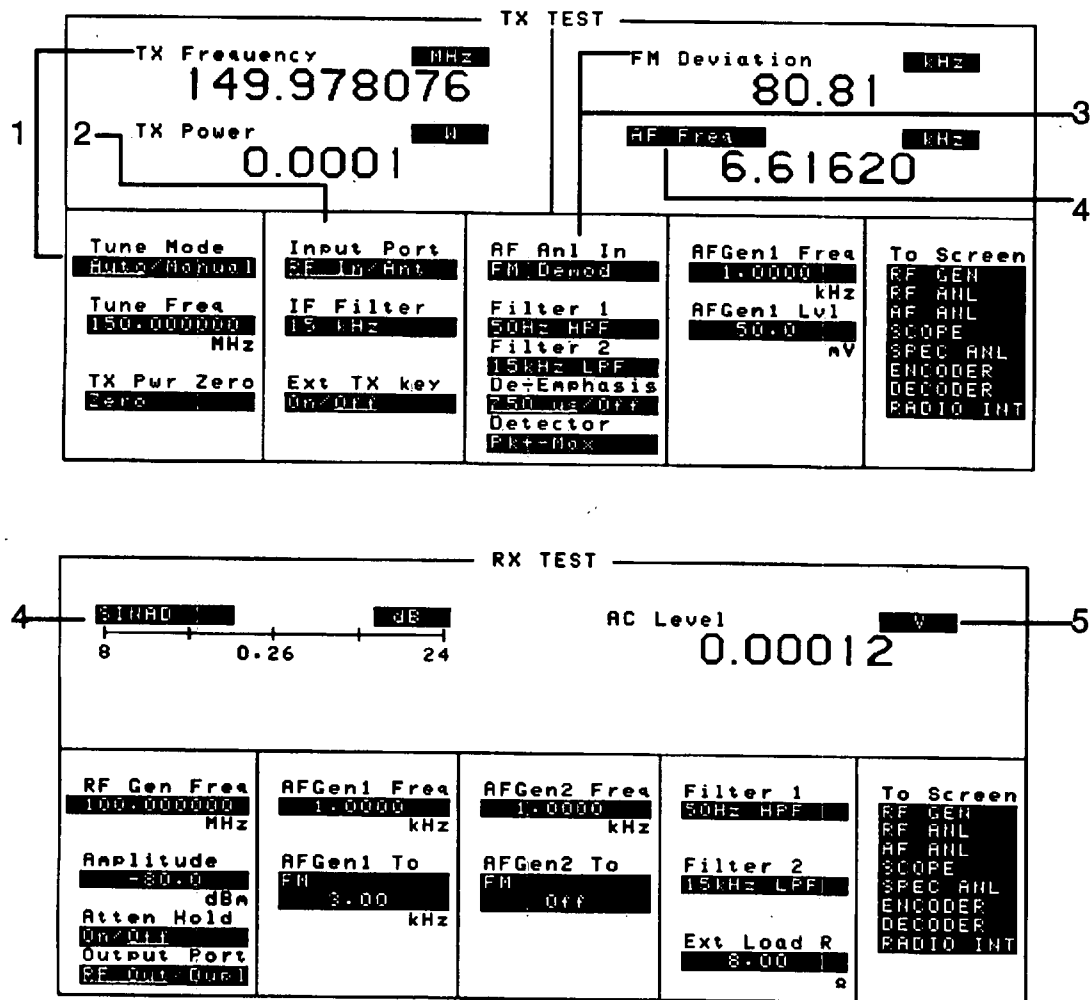 TX TEST
TX Frequency MHz
149.978076
TX Power W
0.0001
FM Deviation kHz
80.81
AF Freq kHz
6.61620
1
2
3
4
Tune Mode
Auto/Manual
Tune Freq
150.000000
MHz
TX Pwr Zero
Zero
Input Port
RF In/Ant
IF Filter
15 kHz
Ext TX key
On/Off
AF Anl In
FM Demod
Filter 1
50Hz HPF
Filter 2
15kHz LPF
De-Emphasis
750 us/Off
Detector
Pk+-Max
AFGen1 Freq
1.0000
kHz
AFGen1 Lvl
50.0
mV
To Screen
RF GEN
RF ANL
AF ANL
SCOPE
SPEC ANL
ENCODER
DECODER
RADIO INT
RX TEST
4
SINAD dB
8 0.26 24
AC Level V
0.00012
5
RF Gen Freq
100.000000
MHz
Amplitude
-80.0
dBm
Atten Hold
On/Off
Output Port
RF Out/Dupl
AFGen1 Freq
1.0000
kHz
AFGen1 To
FM
3.00
kHz
AFGen2 Freq
1.0000
kHz
AFGen2 To
FM
Off
Filter 1
50Hz HPF
Filter 2
15kHz LPF
Ext Load R
8.00
Ω
To Screen
RF GEN
RF ANL
AF ANL
SCOPE
SPEC ANL
ENCODER
DECODER
RADIO INT